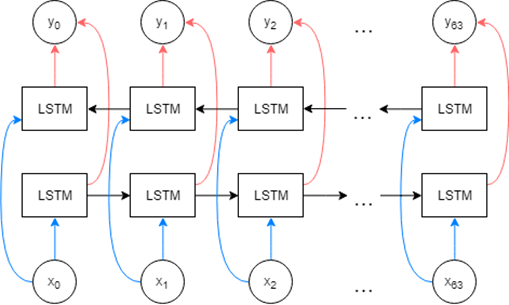 y0 y1 y2 ... y63
LSTM LSTM LSTM ... LSTM
LSTM LSTM LSTM ... LSTM
x0 x1 x2 ... x63